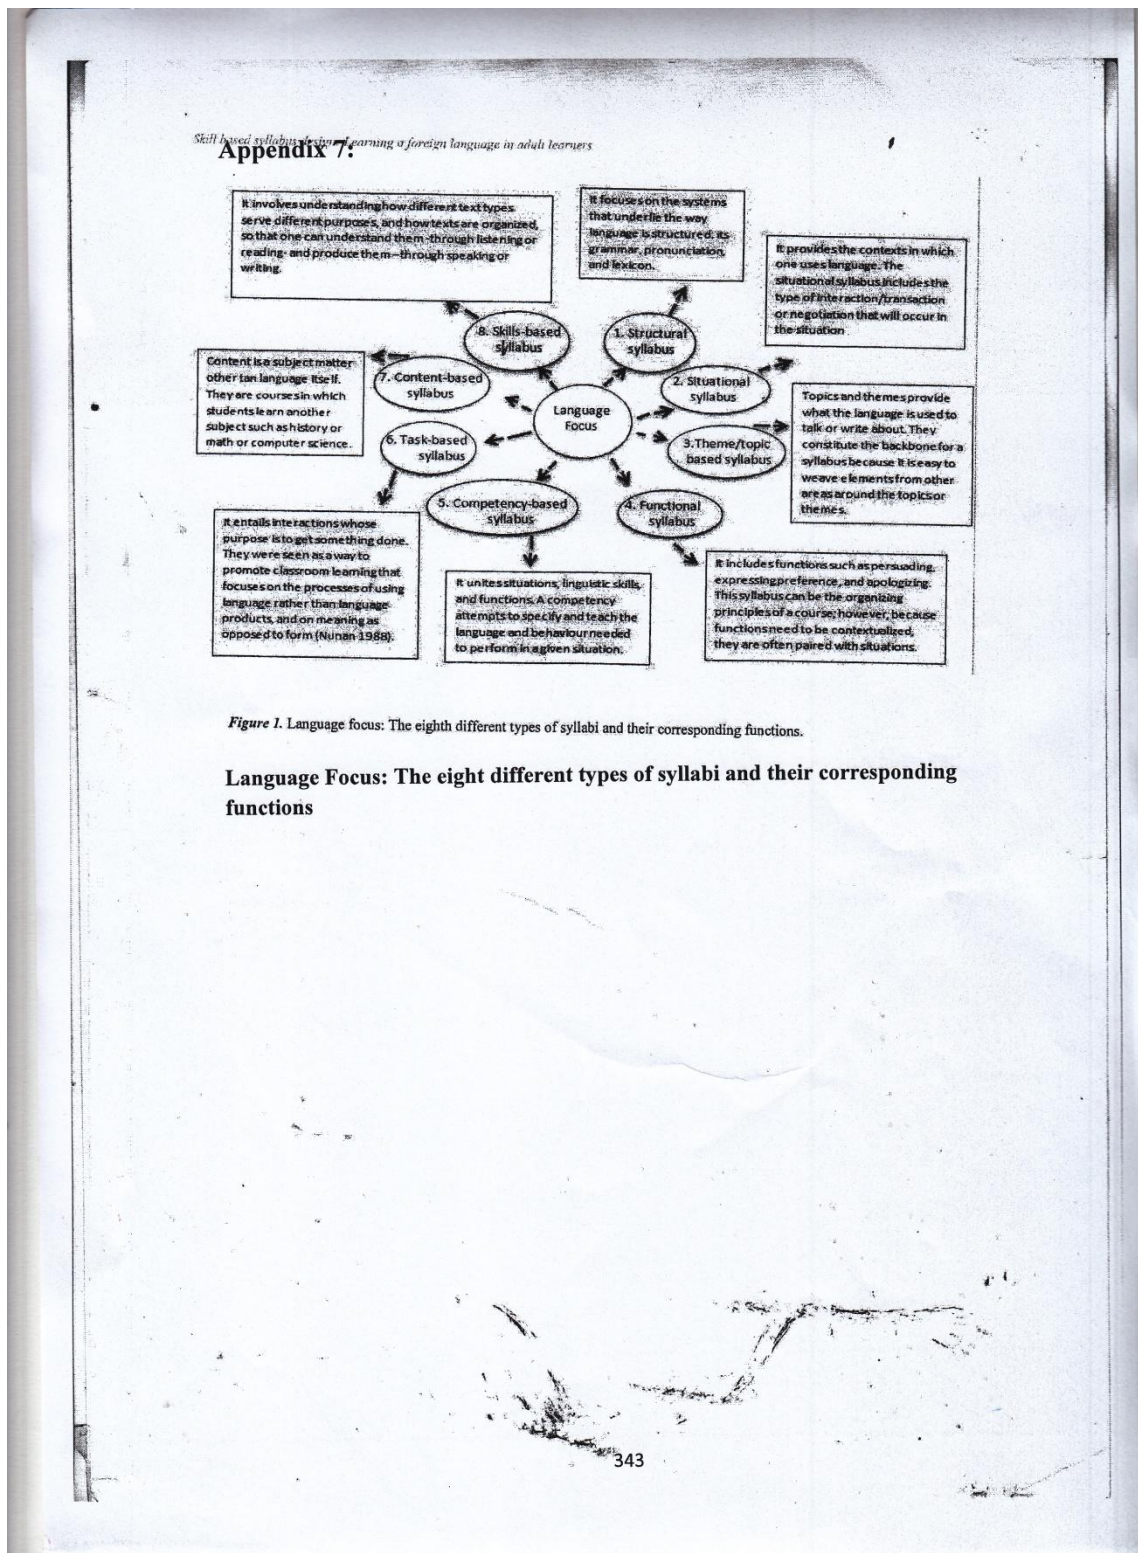 Skill based syllabus design: Learning a foreign language in adult learners
Appendix 7:
It involves understanding how different text types
serve different purposes, and how texts are organized,
so that one can understand them-through listening or
reading- and produce them—through speaking or
writing.
It focuses on the systems
that underlie the way
language is structured: its
grammar, pronunciation
and lexicon.
It provides the contexts in which
one uses language. The
situational syllabus includes the
type of interaction/transaction
or negotiation that will occur in
the situation
8. Skills-based
syllabus
1. Structural
syllabus
Content is a subject matter
other tan language itself.
They are courses in which
students learn another
subject such as history or
math or computer science.
7. Content-based
syllabus
2. Situational
syllabus
Language
Focus
Topics and themes provide
what the language is used to
talk or write about. They
constitute the backbone for a
syllabus because it is easy to
weave elements from other
areas around the topics or
themes.
6. Task-based
syllabus
3.Theme/topic
based syllabus
5. Competency-based
syllabus
4. Functional
syllabus
It entails interactions whose
purpose is to get something done.
They were seen as a way to
promote classroom learning that
focuses on the processes of using
language rather than language
products, and on meaning as
opposed to form (Nunan 1988).
It unites situations, linguistic skills,
and functions. A competency
attempts to specify and teach the
language and behaviour needed
to perform in a given situation.
It includes functions such as persuading,
expressing preference, and apologizing.
This syllabus can be the organizing
principles of a course; however, because
functions need to be contextualized,
they are often paired with situations.
Figure 1. Language focus: The eighth different types of syllabi and their corresponding functions.
Language Focus: The eight different types of syllabi and their corresponding
functions
343